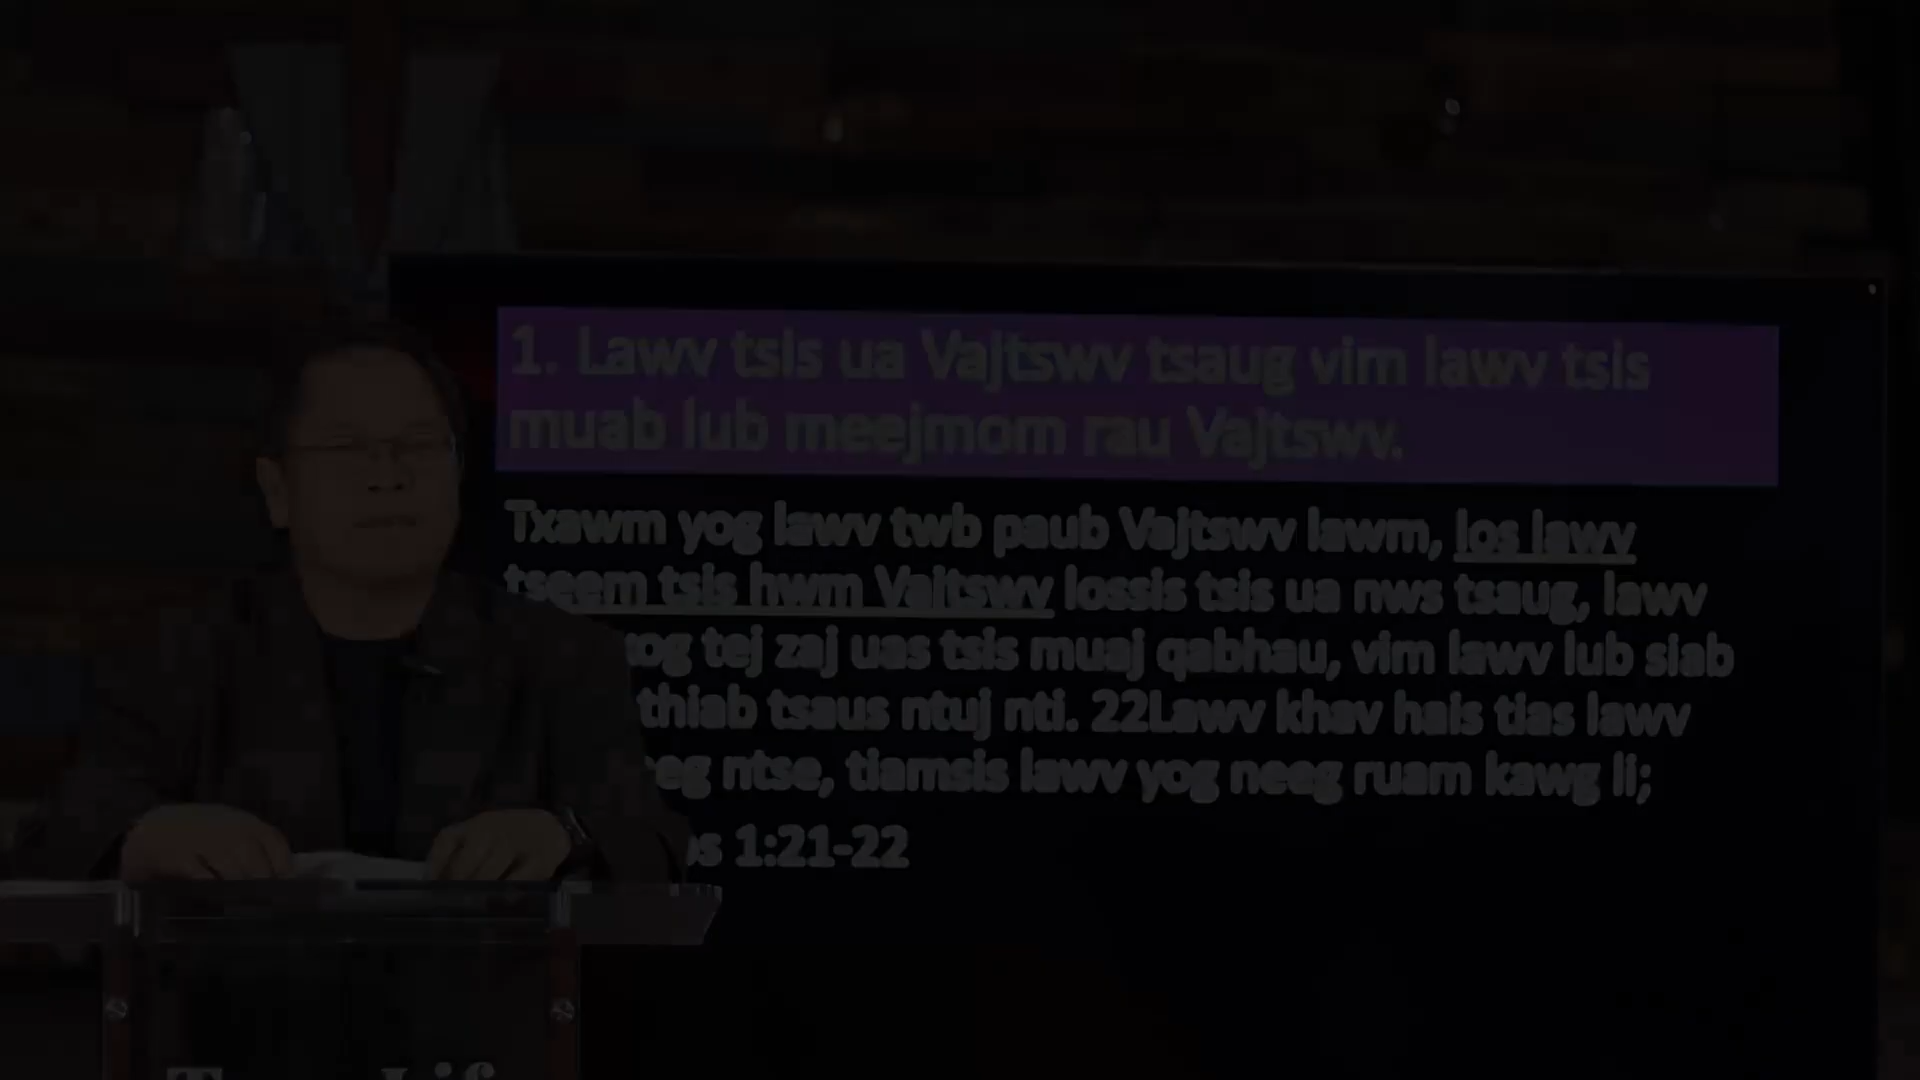 1. Lawv tsis ua Vajtswv tsaug vim lawv tsis
muab lub meejmom rau Vajtswv.
Txawm yog lawv twb paub Vajtswv lawm, los lawv
tseem tsis hwm Vajtswv lossis tsis ua nws tsaug, lawv
tej zaj uas tsis muaj qabhau, vim lawv lub siab
thiab tsaus ntuj nti. 22Lawv khav hais tias lawv
ntse, tiamsis lawv yog neeg ruam kawg li;
1:21-22